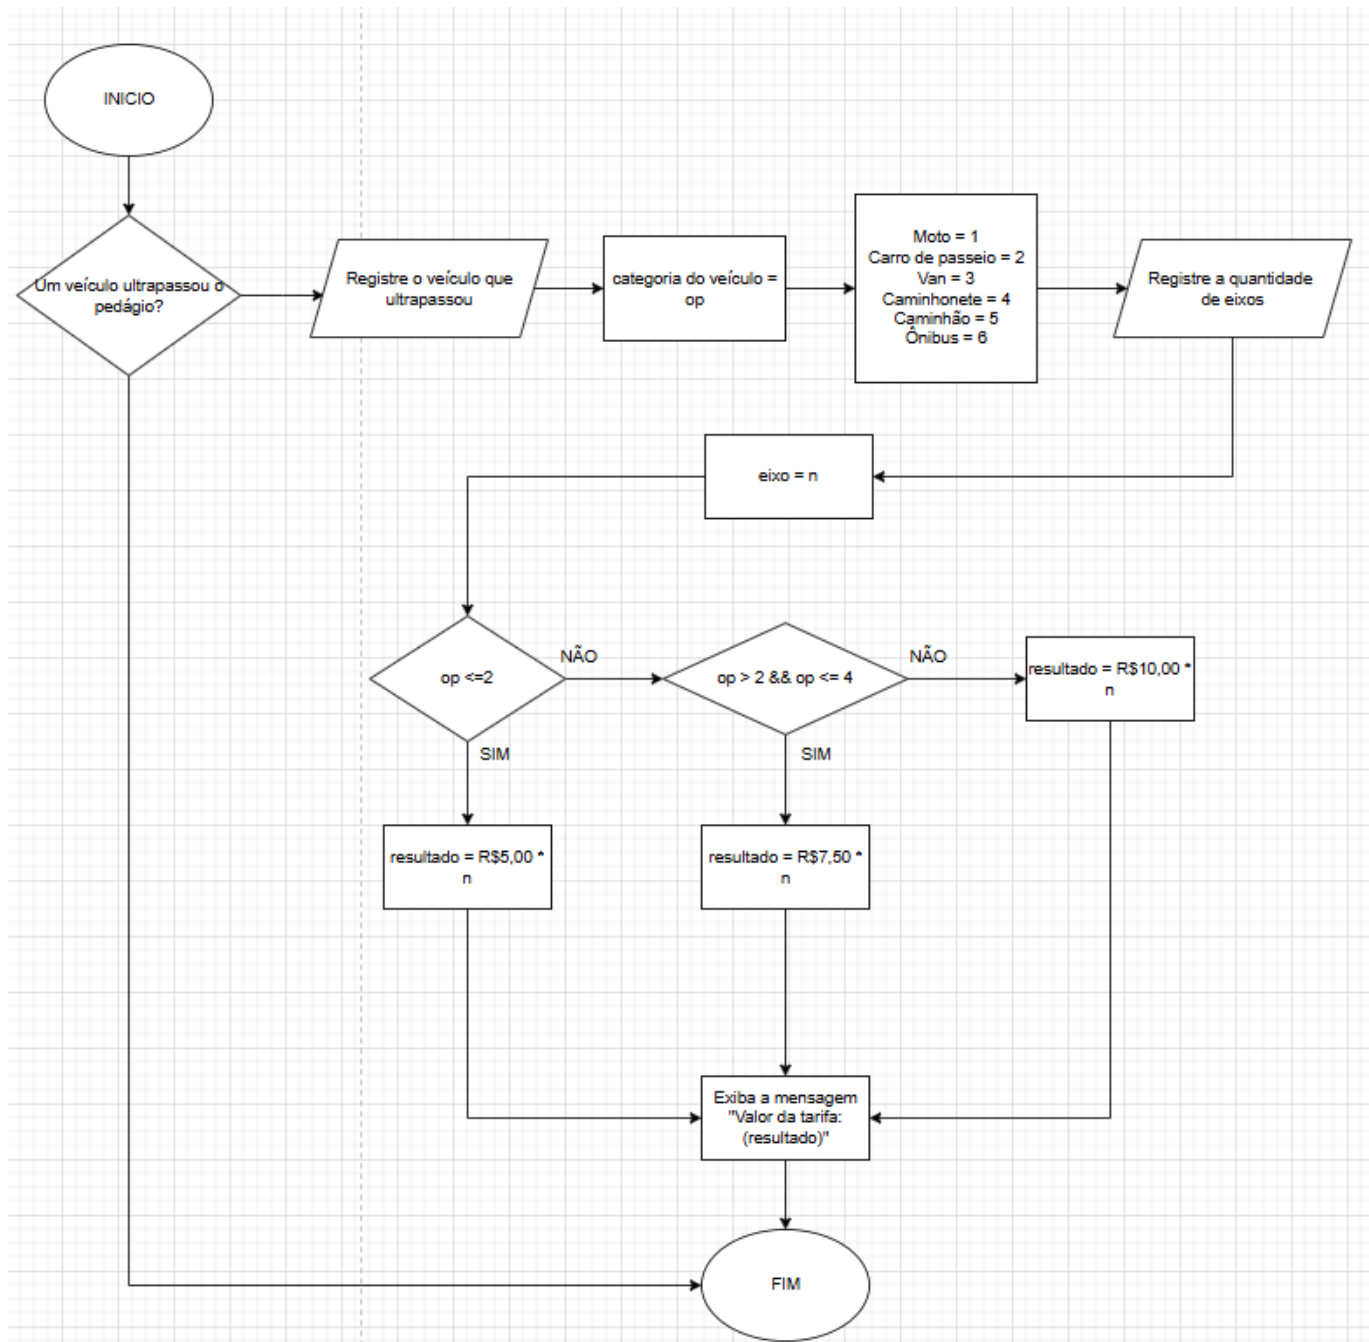 INICIO
Um veículo ultrapassou o
pedágio?
Registre o veículo que
ultrapassou
categoria do veículo =
op
Moto = 1
Carro de passeio = 2
Van = 3
Caminhonete = 4
Caminhão = 5
Ônibus = 6
Registre a quantidade
de eixos
eixo = n
op <=2
NÃO
op > 2 && op <= 4
NÃO
resultado = R$10,00 *
n
SIM
SIM
resultado = R$5,00 *
n
resultado = R$7,50 *
n
Exiba a mensagem
"Valor da tarifa:
(resultado)"
FIM